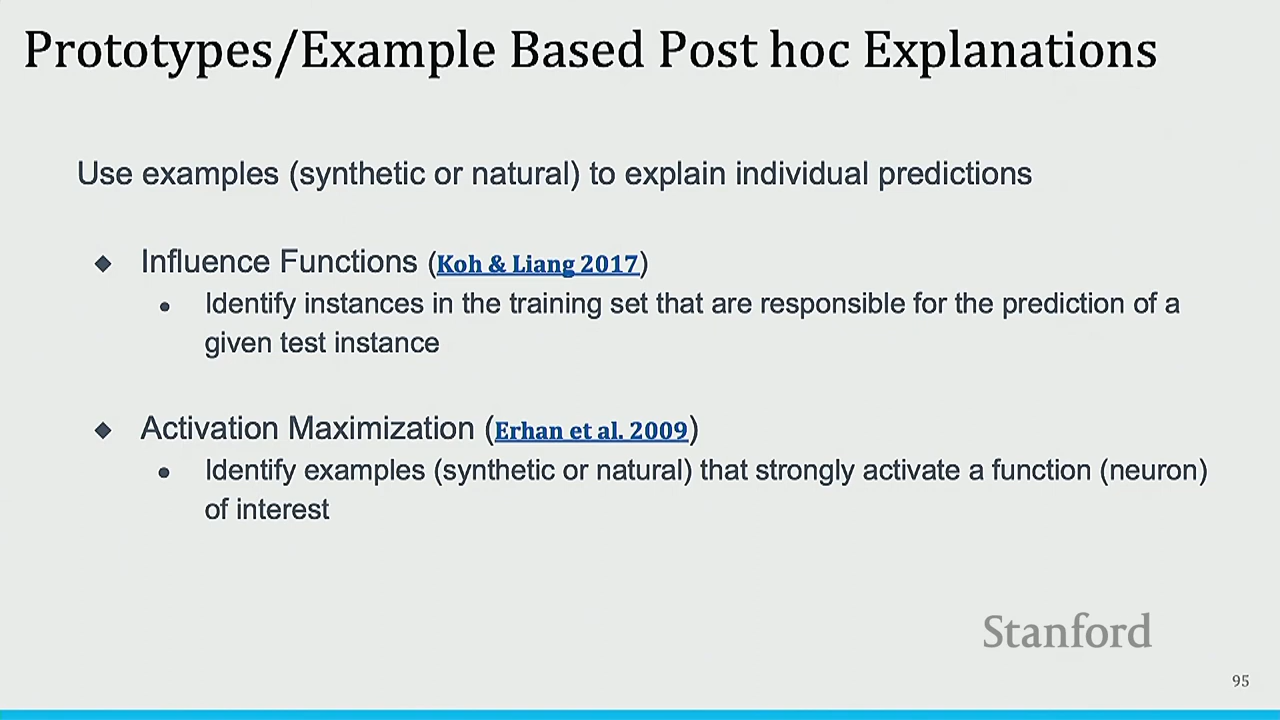 Prototypes/Example Based Post hoc Explanations
Use examples (synthetic or natural) to explain individual predictions
◆ Influence Functions (Koh & Liang 2017)
• Identify instances in the training set that are responsible for the prediction of a
given test instance
◆ Activation Maximization (Erhan et al. 2009)
• Identify examples (synthetic or natural) that strongly activate a function (neuron)
of interest
Stanford
95